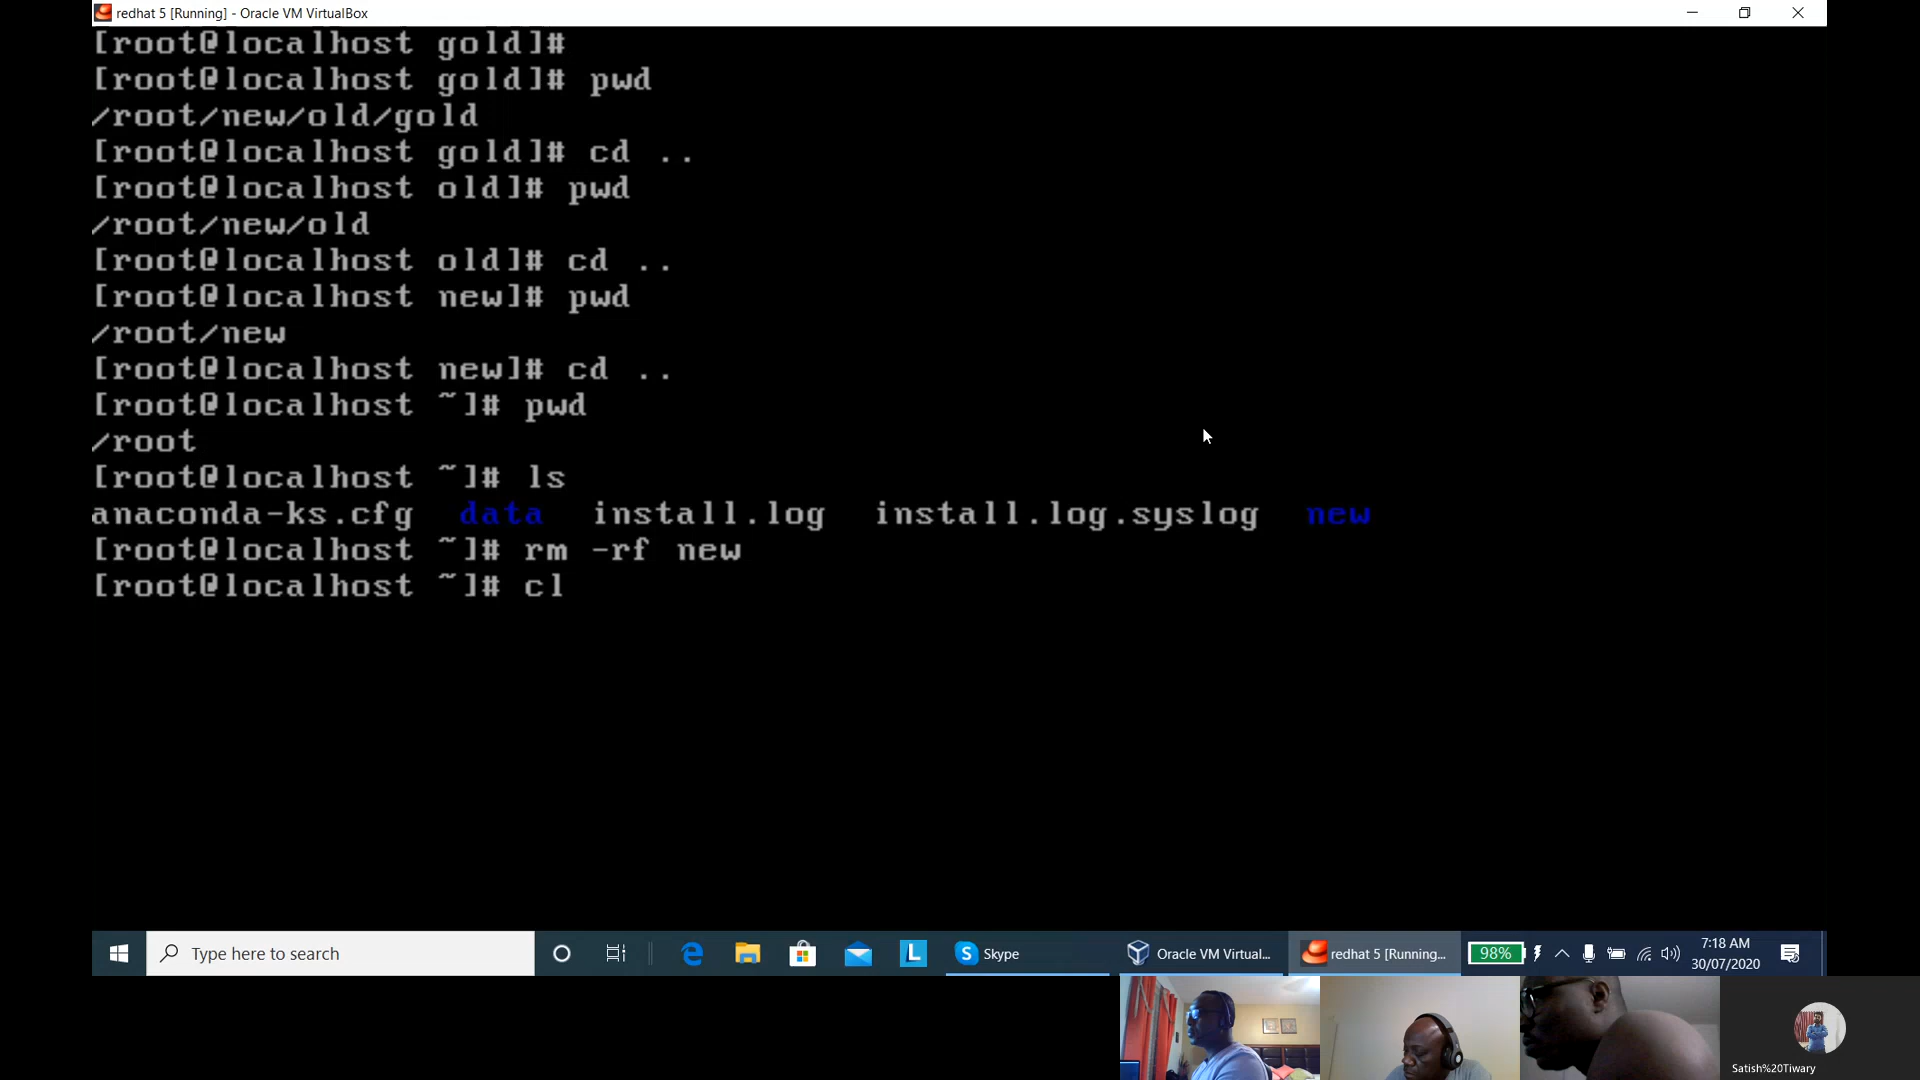 redhat 5 [Running] - Oracle VM VirtualBox
[root@localhost gold]#
[root@localhost gold]# pwd
/root/new/old/gold
[root@localhost gold]# cd ..
[root@localhost old]# pwd
/root/new/old
[root@localhost old]# cd ..
[root@localhost new]# pwd
/root/new
[root@localhost new]# cd ..
[root@localhost ~]# pwd
/root
[root@localhost ~]# ls
anaconda-ks.cfg data install.log install.log.syslog new
[root@localhost ~]# rm -rf new
[root@localhost ~]# cl
Type here to search
L
Skype
Oracle VM Virtual...
redhat 5 [Running...
98%
7:18 AM
30/07/2020
Satish%20Tiwary